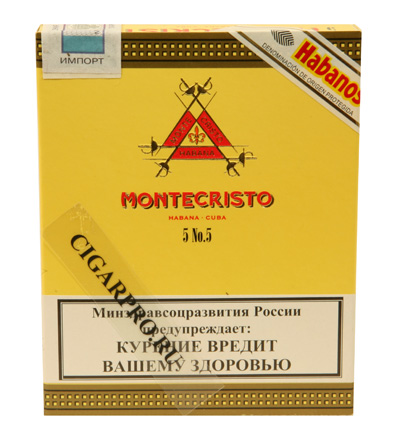 ИМПОРТ
Habanos
DENOMINACIÓN DE ORIGEN PROTEGIDA
MONTECRISTO
HABANA - CUBA
5 No.5
CIGARPRO.RU
Минздравсоцразвития России
предупреждает:
КУРЕНИЕ ВРЕДИТ
ВАШЕМУ ЗДОРОВЬЮ